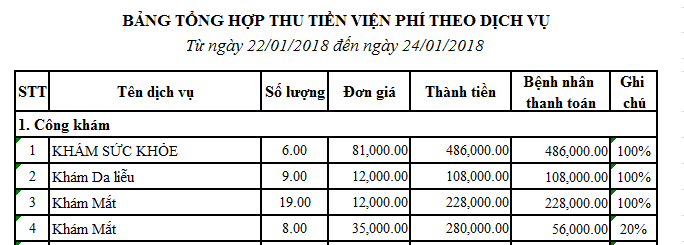 BẢNG TỔNG HỢP THU TIỀN VIỆN PHÍ THEO DỊCH VỤ
Từ ngày 22/01/2018 đến ngày 24/01/2018
STT Tên dịch vụ Số lượng Đơn giá Thành tiền Bệnh nhân thanh toán Ghi chú
1. Công khám
1 KHÁM SỨC KHỎE 6.00 81,000.00 486,000.00 486,000.00 100%
2 Khám Da liễu 9.00 12,000.00 108,000.00 108,000.00 100%
3 Khám Mắt 19.00 12,000.00 228,000.00 228,000.00 100%
4 Khám Mắt 8.00 35,000.00 280,000.00 56,000.00 20%